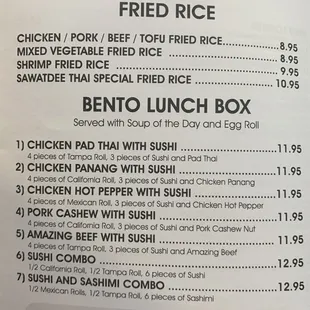 FRIED RICE
CHICKEN / PORK / BEEF / TOFU FRIED RICE..................8.95
MIXED VEGETABLE FRIED RICE ..............................8.95
SHRIMP FRIED RICE ........................................9.95
SAWATDEE THAI SPECIAL FRIED RICE .....................10.95
BENTO LUNCH BOX
Served with Soup of the Day and Egg Roll
1) CHICKEN PAD THAI WITH SUSHI .........................11.95
4 pieces of Tampa Roll, 3 pieces of Sushi and Pad Thai
2) CHICKEN PANANG WITH SUSHI ..........................11.95
4 pieces of California Roll, 3 pieces of Sushi and Chicken Panang
3) CHICKEN HOT PEPPER WITH SUSHI .....................11.95
4 pieces of Mexican Roll, 3 pieces of Sushi and Chicken Hot Pepper
4) PORK CASHEW WITH SUSHI .............................11.95
4 pieces of California Roll, 3 pieces of Sushi and Pork Cashew Nut
5) AMAZING BEEF WITH SUSHI .............................11.95
4 pieces of Tampa Roll, 3 pieces of Sushi and Amazing Beef
6) SUSHI COMBO .........................................12.95
1/2 California Roll, 1/2 Tampa Roll, 6 pieces of Sushi
7) SUSHI AND SASHIMI COMBO ............................12.95
1/2 Mexican Rolls, 1/2 Tampa Roll, 6 pieces of Sashimi